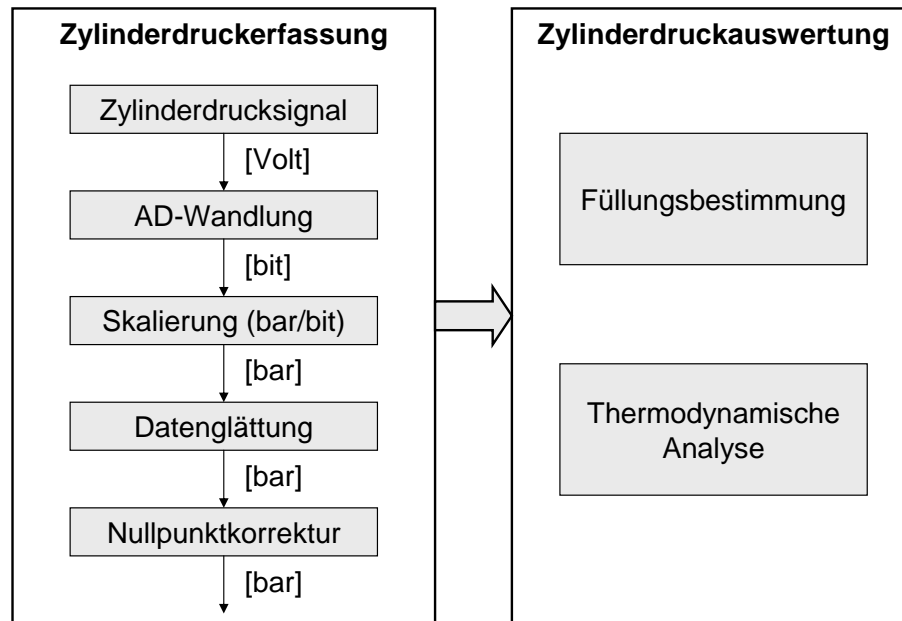 Zylinderdruckerfassung
Zylinderdrucksignal
[Volt]
AD-Wandlung
[bit]
Skalierung (bar/bit)
[bar]
Datenglättung
[bar]
Nullpunktkorrektur
[bar]
Zylinderdruckauswertung
Füllungsbestimmung
Thermodynamische
Analyse